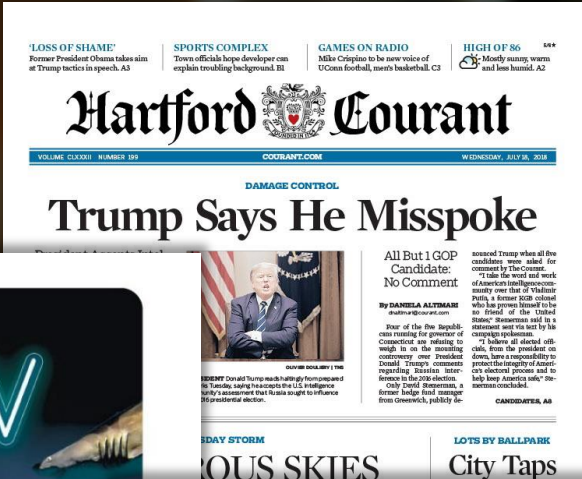 'LOSS OF SHAME'
Former President Obama takes aim
at Trump tactics in speech. A3
SPORTS COMPLEX
Town officials hope developer can
explain troubling background. B1
GAMES ON RADIO
Mike Crispino to be new voice of
UConn football, men's basketball. C3
HIGH OF 86
Mostly sunny, warm
and less humid. A2
Hartford Courant
VOLUME CLXXXII NUMBER 199
COURANT.COM
WEDNESDAY, JULY 18, 2018
DAMAGE CONTROL
Trump Says He Misspoke
OLIVIER DOULIERY | TNS
Donald Trump reads haltingly from prepared
Tuesday, saying he accepts the U.S. intelligence
assessment that Russia sought to influence
presidential election.
All But 1 GOP
Candidate:
No Comment
By DANIELA ALTIMARI
daltimari@courant.com
Four of the five Republi-
cans running for governor of
Connecticut are refusing to
weigh in on the mounting
controversy over President
Donald Trump's comments
regarding Russian inter-
ference in the 2016 election.
Only David Stemerman, a
former hedge fund manager
from Greenwich, publicly de-
nounced Trump when all five
candidates were asked for
comment by The Courant.
"I take the word and work
of America's intelligence com-
munity over that of Vladimir
Putin, a former KGB colonel
who has proven himself to be
no friend of the United
States," Stemerman said in a
statement sent via text by his
campaign spokesman.
"I believe all elected offi-
cials, from the president on
down, have a responsibility to
protect the integrity of Ameri-
ca's electoral process and to
help keep America safe," Ste-
merman concluded.
CANDIDATES, A8
STORM
SKIES
LOTS BY BALLPARK
City Taps